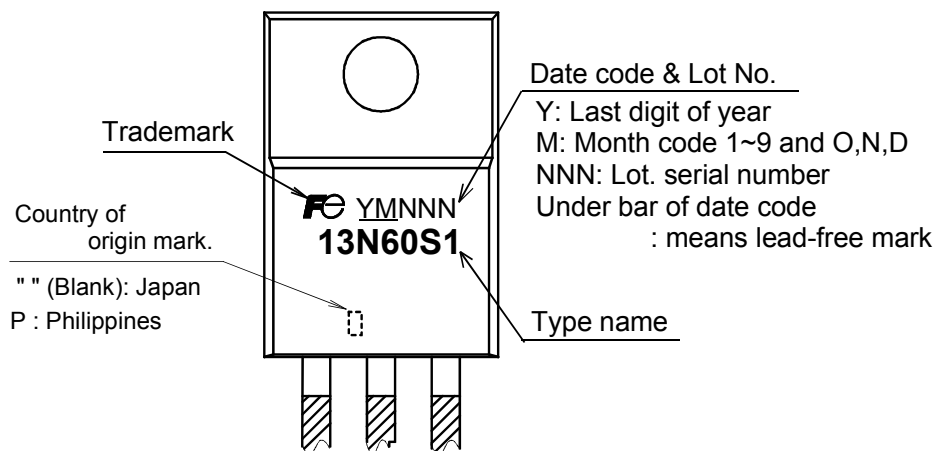 Date code & Lot No.
Y: Last digit of year
M: Month code 1~9 and O,N,D
NNN: Lot. serial number
Under bar of date code
: means lead-free mark
Trademark
Fe YMNNN
13N60S1
Country of
origin mark.
" " (Blank): Japan
P : Philippines
Type name